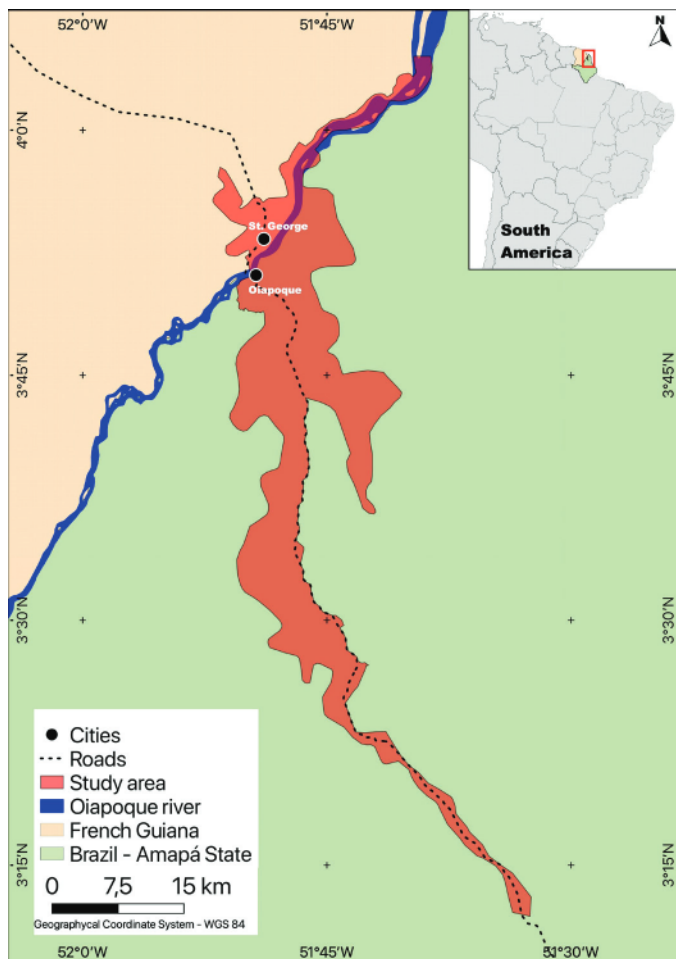 52°0'N
51°45'N
N
4°0'N
South
America
St. George
Oiapoque
3°45'N
3°45'N
3°30'N
3°30'N
Cities
Roads
Study area
Oiapoque river
French Guiana
Brazil - Amapá State
0 7,5 15 km
Geographycal Coordinate System - WGS 84
3°15'N
3°15'N
52°0'N
51°45'N
51°30'N